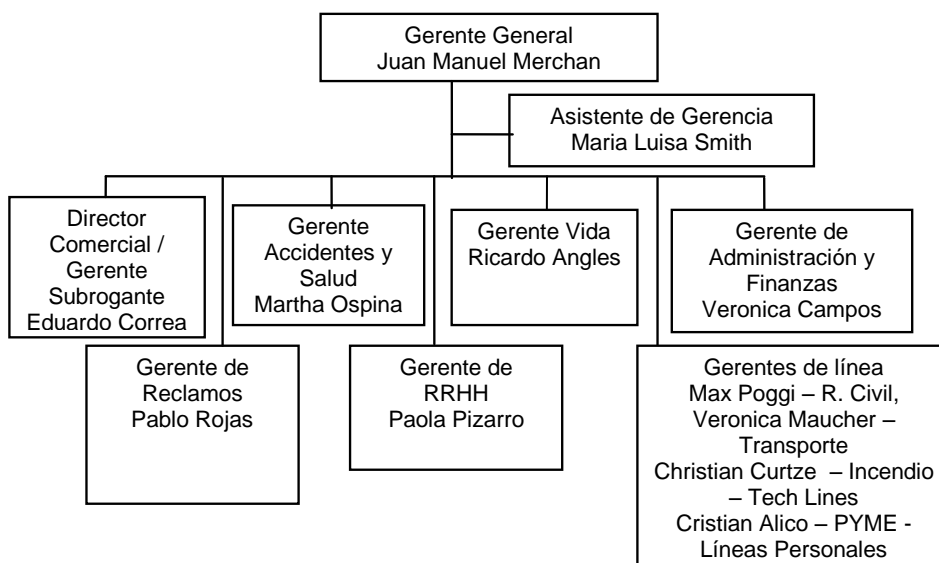 Gerente General
Juan Manuel Merchan
Asistente de Gerencia
Maria Luisa Smith
Director
Comercial /
Gerente
Subrogante
Eduardo Correa
Gerente
Accidentes y
Salud
Martha Ospina
Gerente Vida
Ricardo Angles
Gerente de
Administración y
Finanzas
Veronica Campos
Gerente de
Reclamos
Pablo Rojas
Gerente de
RRHH
Paola Pizarro
Gerentes de línea
Max Poggi – R. Civil,
Veronica Maucher –
Transporte
Christian Curtze – Incendio
– Tech Lines
Cristian Alico – PYME -
Líneas Personales